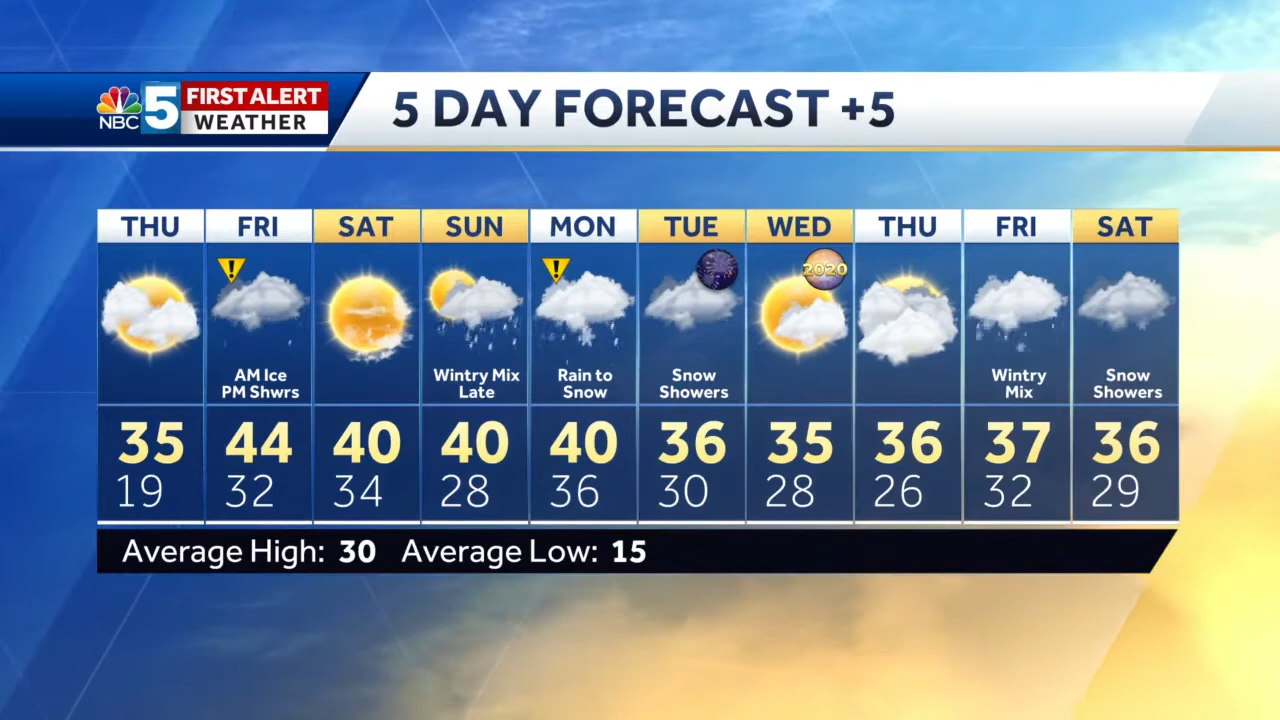 NBC 5 FIRST ALERT
WEATHER
5 DAY FORECAST +5
THU FRI SAT SUN MON TUE WED THU FRI SAT
! ! 2020
AM Ice
PM Shwrs
Wintry Mix
Late
Rain to
Snow
Snow
Showers
Wintry
Mix
Snow
Showers
35 44 40 40 40 36 35 36 37 36
19 32 34 28 36 30 28 26 32 29
Average High: 30 Average Low: 15